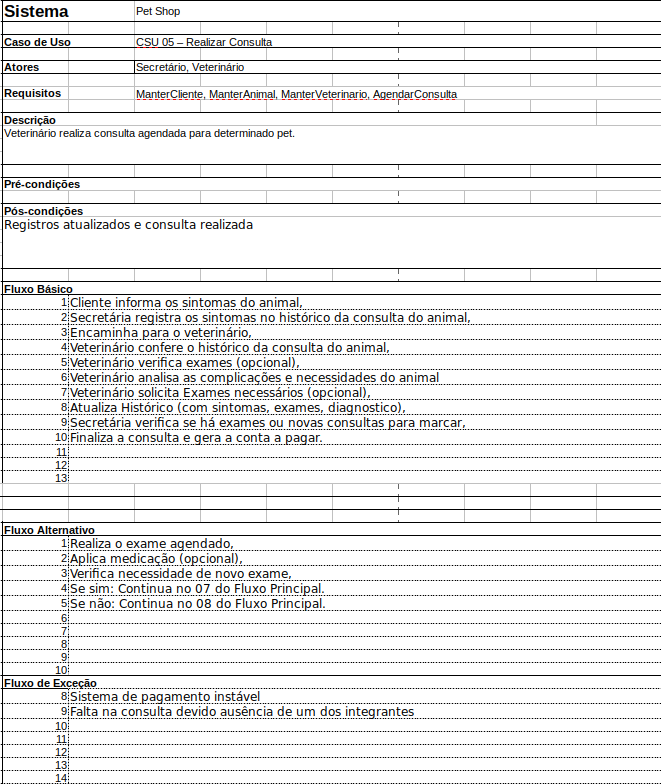 Sistema Pet Shop
Caso de Uso CSU 05 – Realizar Consulta
Atores Secretário, Veterinário
Requisitos ManterCliente, ManterAnimal, ManterVeterinario, AgendarConsulta
Descrição
Veterinário realiza consulta agendada para determinado pet.
Pré-condições
Pós-condições
Registros atualizados e consulta realizada
Fluxo Básico
1 Cliente informa os sintomas do animal,
2 Secretária registra os sintomas no histórico da consulta do animal,
3 Encaminha para o veterinário,
4 Veterinário confere o histórico da consulta do animal,
5 Veterinário verifica exames (opcional),
6 Veterinário analisa as complicações e necessidades do animal
7 Veterinário solicita Exames necessários (opcional),
8 Atualiza Histórico (com sintomas, exames, diagnostico),
9 Secretária verifica se há exames ou novas consultas para marcar,
10 Finaliza a consulta e gera a conta a pagar.
11
12
13
Fluxo Alternativo
1 Realiza o exame agendado,
2 Aplica medicação (opcional),
3 Verifica necessidade de novo exame,
4 Se sim: Continua no 07 do Fluxo Principal.
5 Se não: Continua no 08 do Fluxo Principal.
6
7
8
9
10
Fluxo de Exceção
8 Sistema de pagamento instável
9 Falta na consulta devido ausência de um dos integrantes
10
11
12
13
14